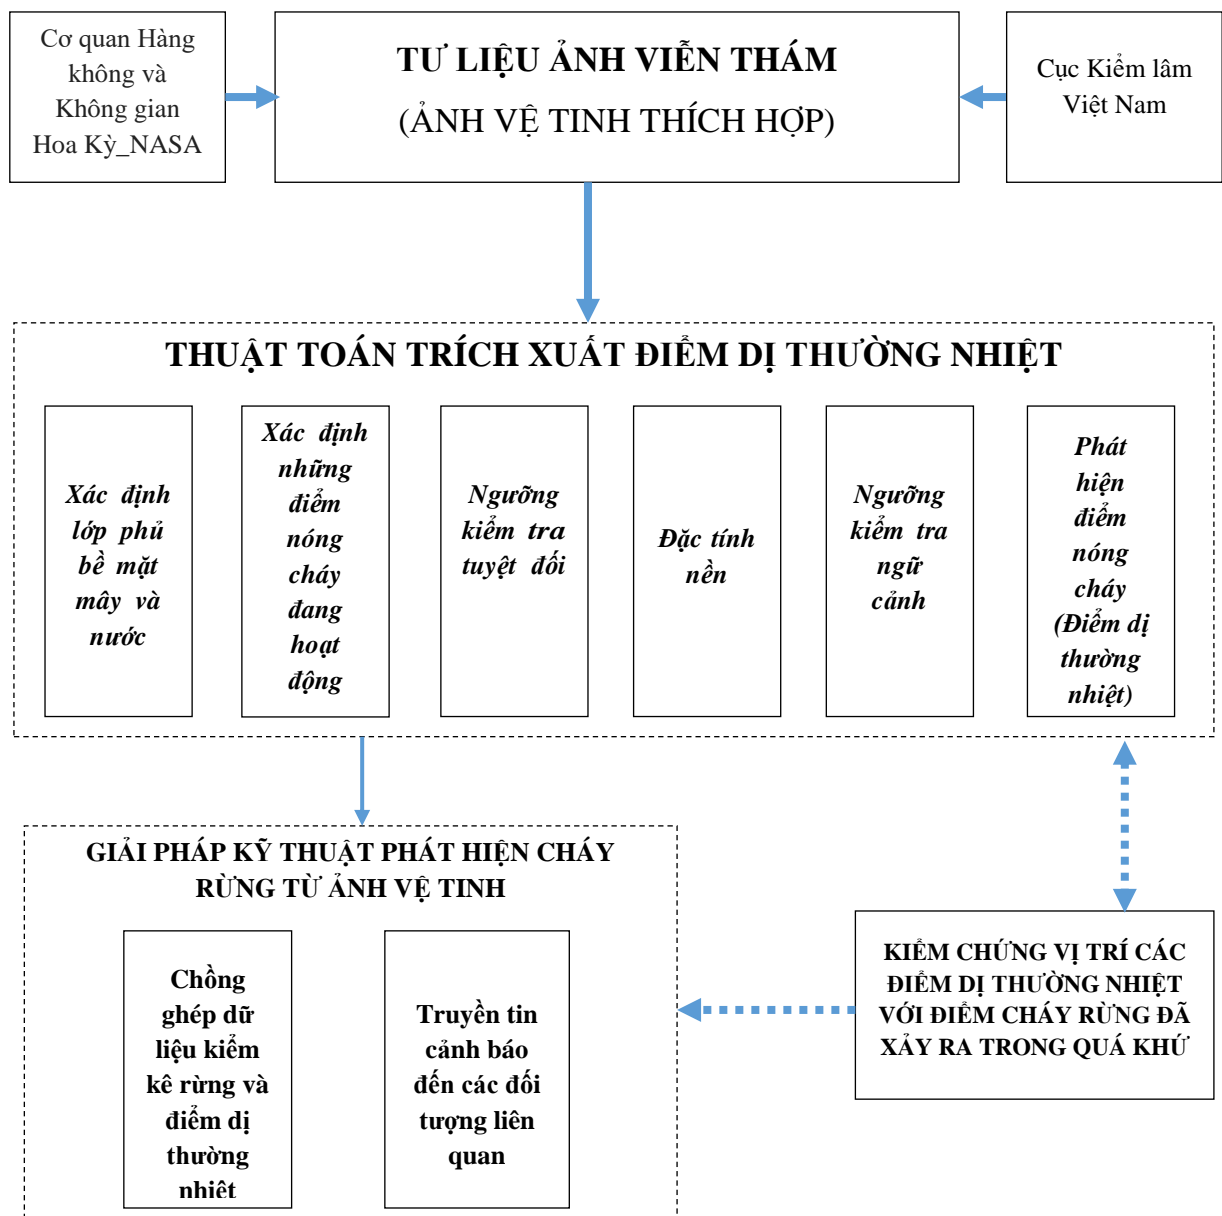 Cơ quan Hàng
không và
Không gian
Hoa Kỳ_NASA
TƯ LIỆU ẢNH VIỄN THÁM
(ẢNH VỆ TINH THÍCH HỢP)
Cục Kiểm lâm
Việt Nam
THUẬT TOÁN TRÍCH XUẤT ĐIỂM DỊ THƯỜNG NHIỆT
Xác định
lớp phủ
bề mặt
mây và
nước
Xác định
những
điểm
nóng
cháy
đang
hoạt
động
Ngưỡng
kiểm tra
tuyệt đối
Đặc tính
nền
Ngưỡng
kiểm tra
ngữ
cảnh
Phát
hiện
điểm
nóng
cháy
(Điểm dị
thường
nhiệt)
GIẢI PHÁP KỸ THUẬT PHÁT HIỆN CHÁY
RỪNG TỪ ẢNH VỆ TINH
Chồng
ghép dữ
liệu kiểm
kê rừng và
điểm dị
thường
nhiệt
Truyền tin
cảnh báo
đến các đối
tượng liên
quan
KIỂM CHỨNG VỊ TRÍ CÁC
ĐIỂM DỊ THƯỜNG NHIỆT
VỚI ĐIỂM CHÁY RỪNG ĐÃ
XẢY RA TRONG QUÁ KHỨ